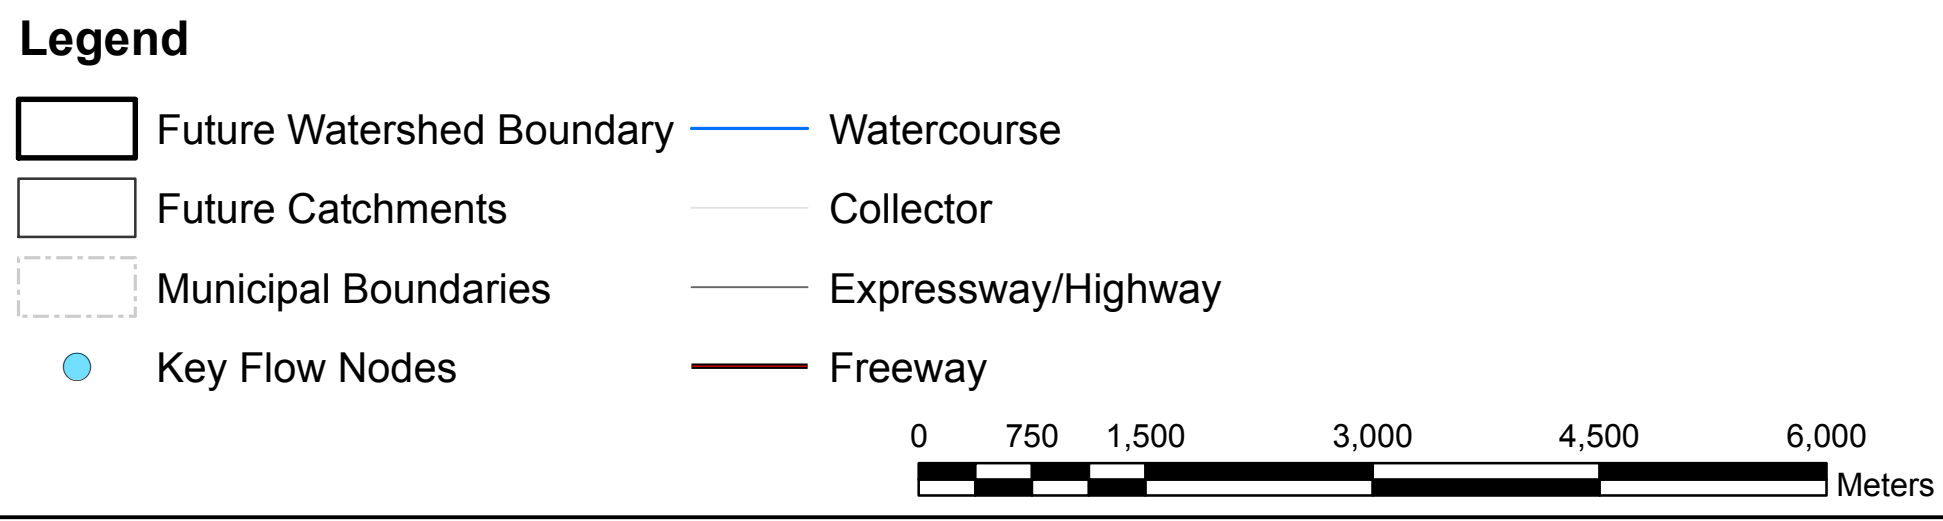 Legend
Future Watershed Boundary
Watercourse
Future Catchments
Collector
Municipal Boundaries
Expressway/Highway
Key Flow Nodes
Freeway
0 750 1,500 3,000 4,500 6,000
Meters